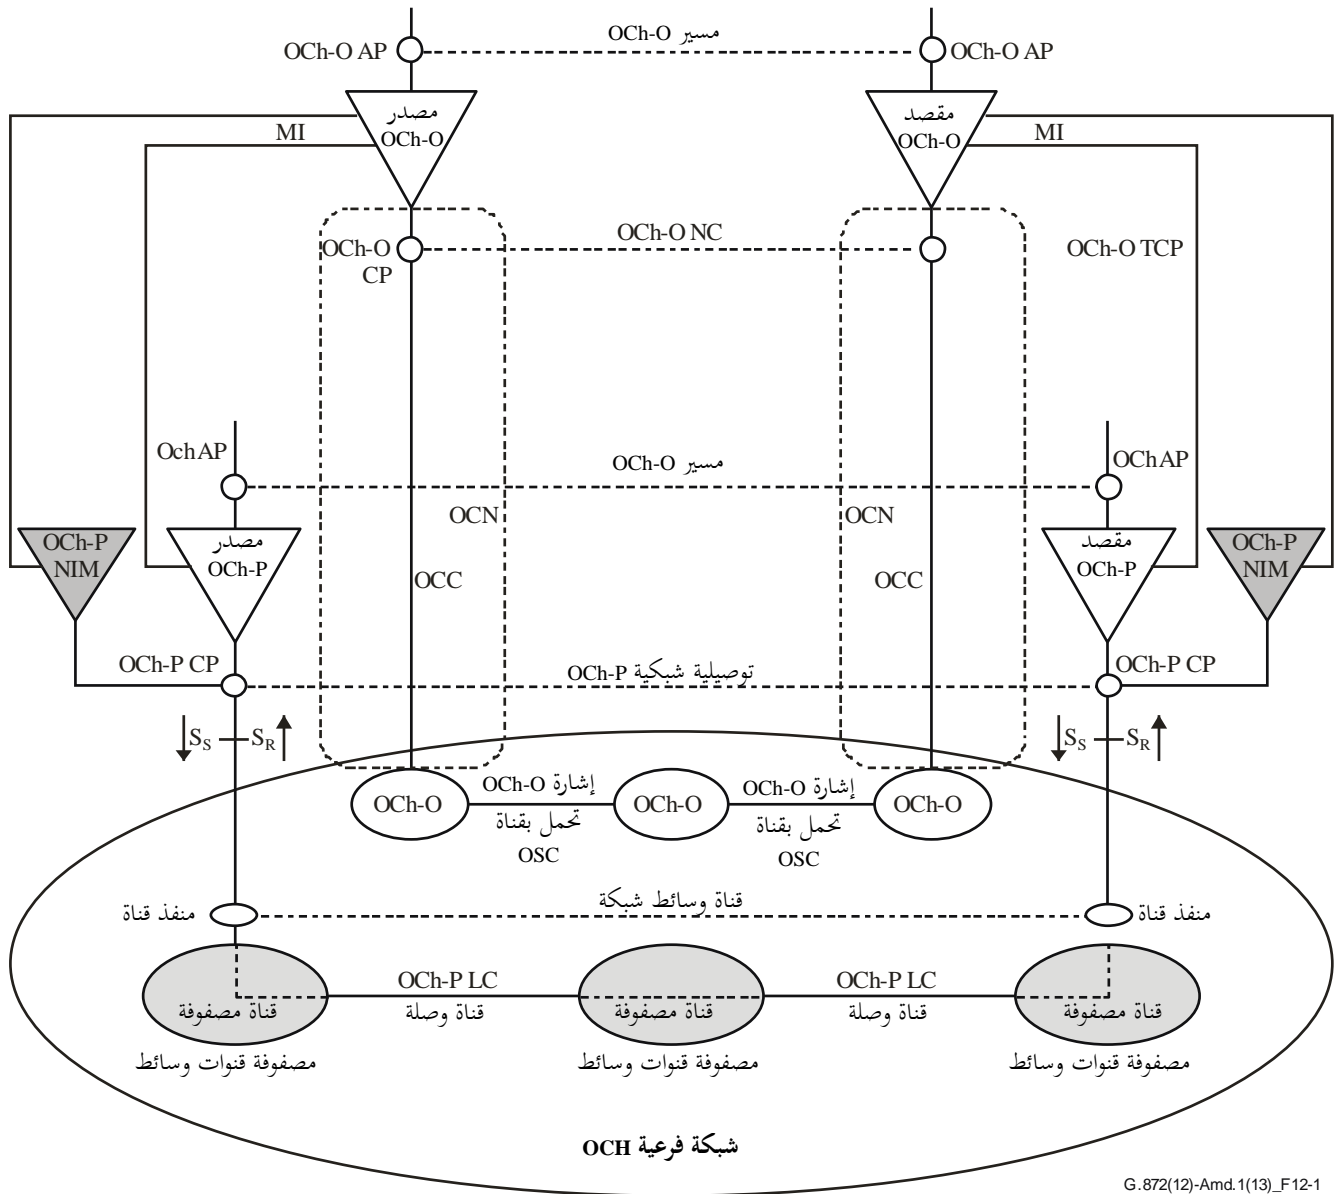 مسير OCh-O
OCh-O AP
OCh-O AP
مصدر
OCh-O
مقصد
OCh-O
MI
MI
OCh-O NC
OCh-O
CP
OCh-O TCP
OchAP
مسير OCh-O
OChAP
OCN
OCN
OCh-P
NIM
مصدر
OCh-P
مقصد
OCh-P
OCh-P
NIM
OCC
OCC
OCh-P CP
توصيلية شبكية OCh-P
OCh-P CP
SS
SR
SS
SR
OCh-O
إشارة OCh-O
تحمل بقناة
OSC
OCh-O
إشارة OCh-O
تحمل بقناة
OSC
OCh-O
منفذ قناة
قناة وسائط شبكة
منفذ قناة
OCh-P LC
OCh-P LC
قناة مصفوفة
قناة وصلة
قناة مصفوفة
قناة وصلة
قناة مصفوفة
مصفوفة قنوات وسائط
مصفوفة قنوات وسائط
مصفوفة قنوات وسائط
شبكة فرعية OCH
G.872(12)-Amd.1(13)_F12-1